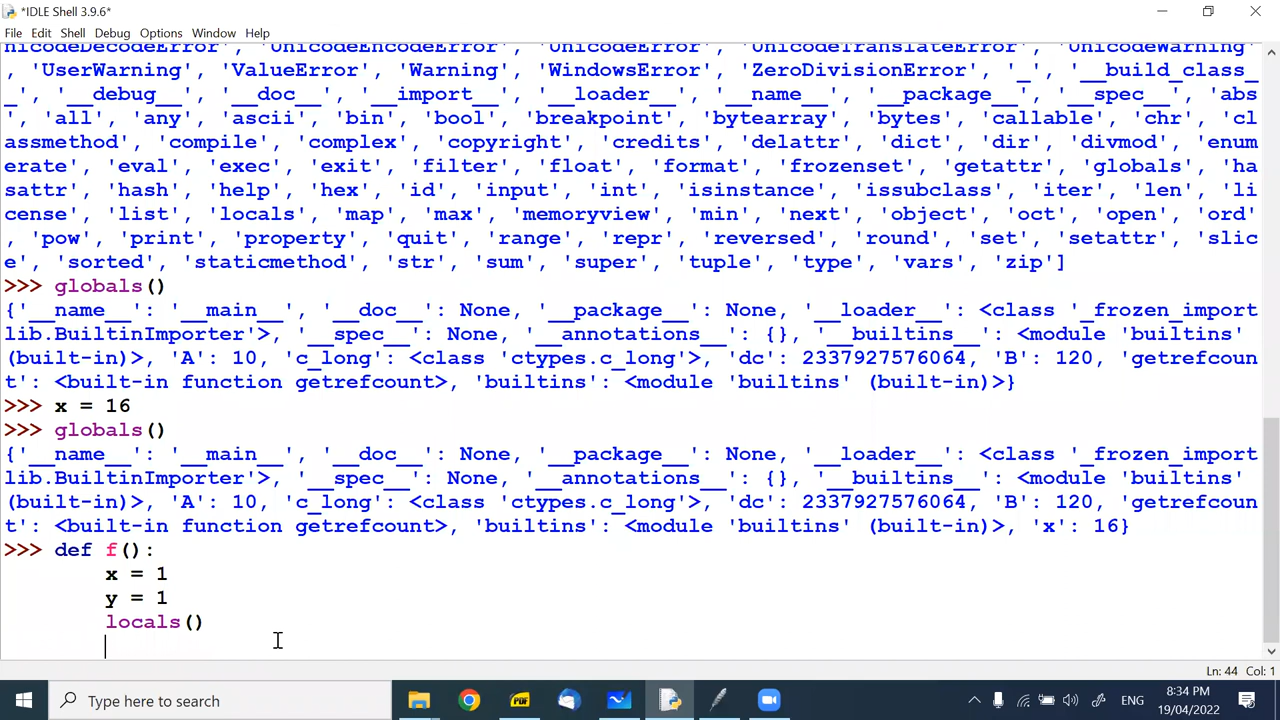 *IDLE Shell 3.9.6*
File Edit Shell Debug Options Window Help
nicodeDecodeError', 'UnicodeEncodeError', 'UnicodeError', 'UnicodeTranslateError', 'UnicodeWarning'
, 'UserWarning', 'ValueError', 'Warning', 'WindowsError', 'ZeroDivisionError', '_', '__build_class_
_', '__debug__', '__doc__', '__import__', '__loader__', '__name__', '__package__', '__spec__', 'abs
', 'all', 'any', 'ascii', 'bin', 'bool', 'breakpoint', 'bytearray', 'bytes', 'callable', 'chr', 'cl
assmethod', 'compile', 'complex', 'copyright', 'credits', 'delattr', 'dict', 'dir', 'divmod', 'enum
erate', 'eval', 'exec', 'exit', 'filter', 'float', 'format', 'frozenset', 'getattr', 'globals', 'ha
sattr', 'hash', 'help', 'hex', 'id', 'input', 'int', 'isinstance', 'issubclass', 'iter', 'len', 'li
cense', 'list', 'locals', 'map', 'max', 'memoryview', 'min', 'next', 'object', 'oct', 'open', 'ord'
, 'pow', 'print', 'property', 'quit', 'range', 'repr', 'reversed', 'round', 'set', 'setattr', 'slic
e', 'sorted', 'staticmethod', 'str', 'sum', 'super', 'tuple', 'type', 'vars', 'zip']
>>> globals()
{'__name__': '__main__', '__doc__': None, '__package__': None, '__loader__': <class '_frozen_import
lib.BuiltinImporter'>, '__spec__': None, '__annotations__': {}, '__builtins__': <module 'builtins'
(built-in)>, 'A': 10, 'c_long': <class 'ctypes.c_long'>, 'dc': 2337927576064, 'B': 120, 'getrefcoun
t': <built-in function getrefcount>, 'builtins': <module 'builtins' (built-in)>}
>>> x = 16
>>> globals()
{'__name__': '__main__', '__doc__': None, '__package__': None, '__loader__': <class '_frozen_import
lib.BuiltinImporter'>, '__spec__': None, '__annotations__': {}, '__builtins__': <module 'builtins'
(built-in)>, 'A': 10, 'c_long': <class 'ctypes.c_long'>, 'dc': 2337927576064, 'B': 120, 'getrefcoun
t': <built-in function getrefcount>, 'builtins': <module 'builtins' (built-in)>, 'x': 16}
>>> def f():
x = 1
y = 1
locals()
Ln: 44 Col: 1
Type here to search
PDF
ENG
8:34 PM
19/04/2022